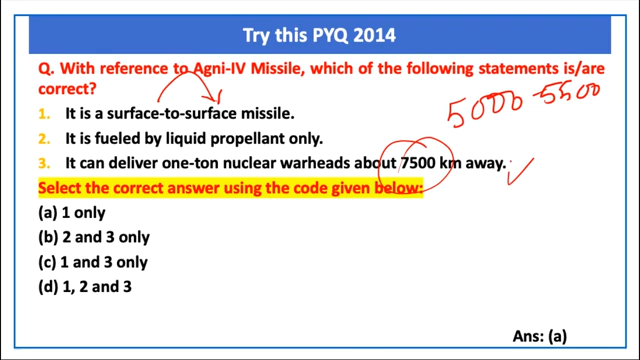 Try this PYQ 2014
Q. With reference to Agni-IV Missile, which of the following statements is/are
correct?
5000-5500
1. It is a surface-to-surface missile.
2. It is fueled by liquid propellant only.
3. It can deliver one-ton nuclear warheads about 7500 km away.
Select the correct answer using the code given below:
(a) 1 only
(b) 2 and 3 only
(c) 1 and 3 only
(d) 1, 2 and 3
Ans: (a)